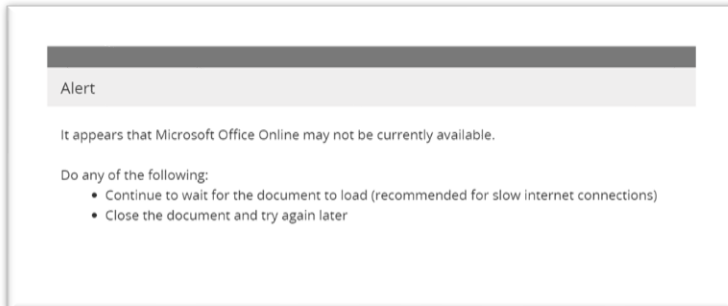 Alert
It appears that Microsoft Office Online may not be currently available.
Do any of the following:
• Continue to wait for the document to load (recommended for slow internet connections)
• Close the document and try again later